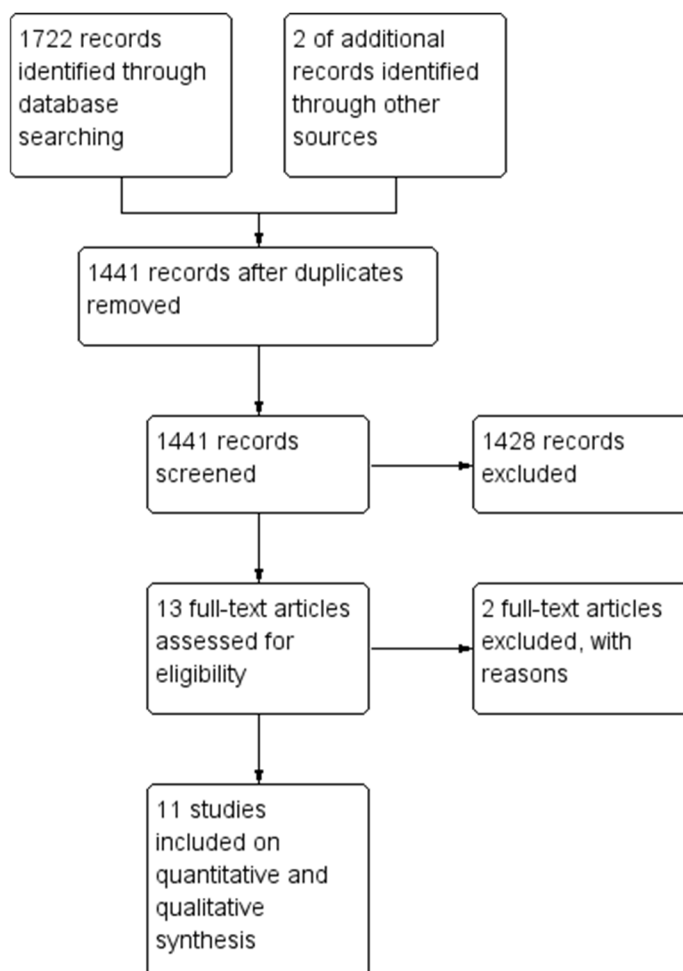 1722 records
identified through
database
searching
2 of additional
records identified
through other
sources
1441 records after duplicates
removed
1441 records
screened
1428 records
excluded
13 full-text articles
assessed for
eligibility
2 full-text articles
excluded, with
reasons
11 studies
included on
quantitative and
qualitative
synthesis